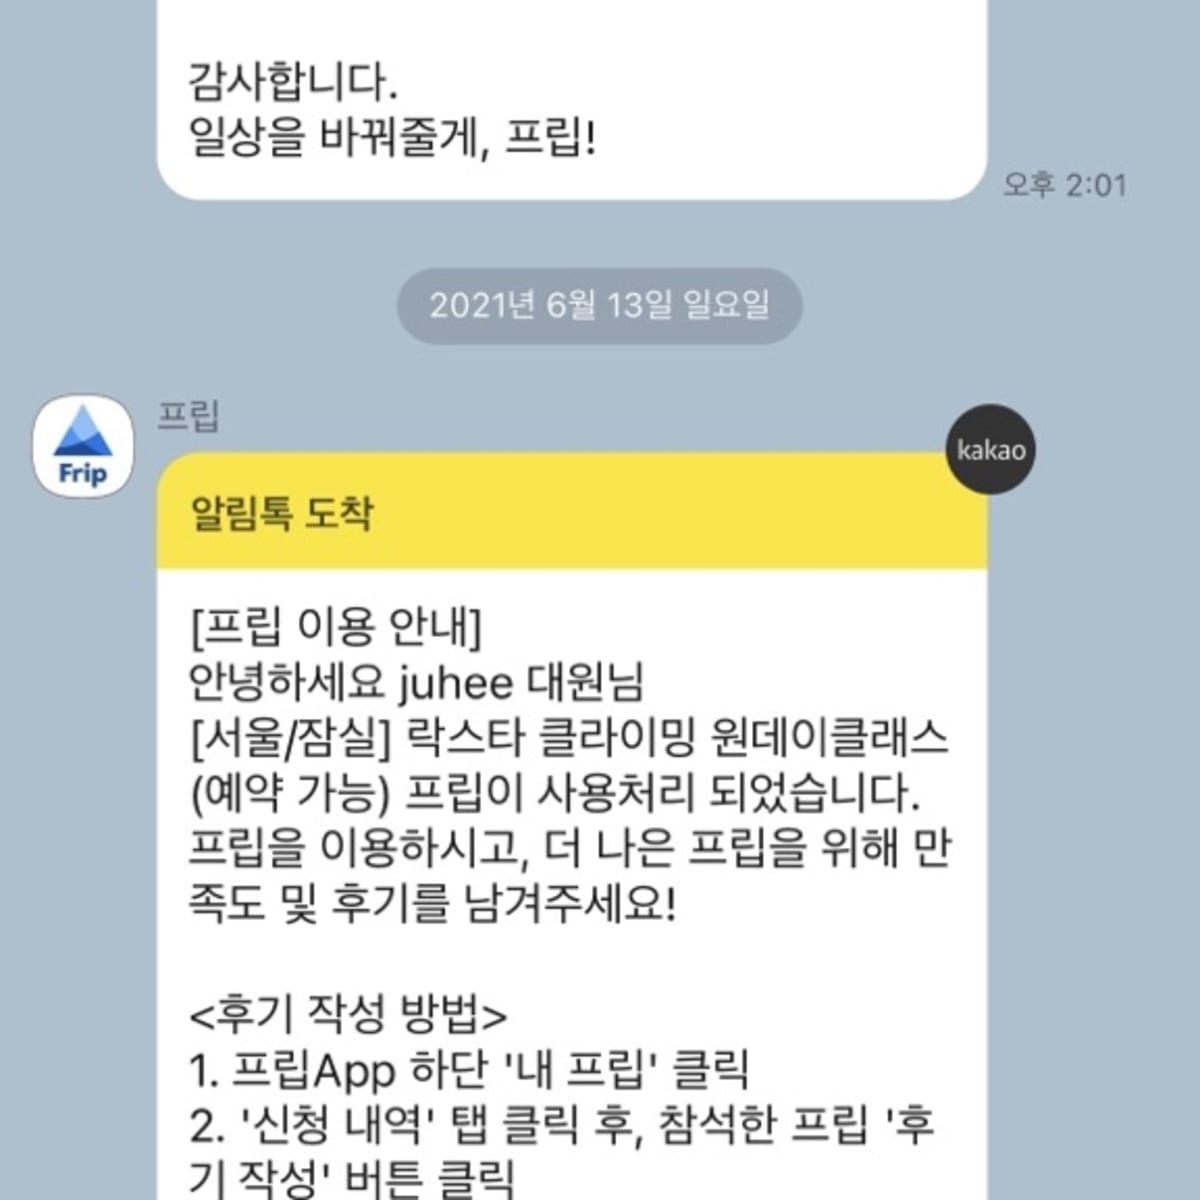 감사합니다.
일상을 바꿔줄게, 프립!
오후 2:01
2021년 6월 13일 일요일
프립
Frip
kakao
알림톡 도착
[프립 이용 안내]
안녕하세요 juhee 대원님
[서울/잠실] 락스타 클라이밍 원데이클래스
(예약 가능) 프립이 사용처리 되었습니다.
프립을 이용하시고, 더 나은 프립을 위해 만
족도 및 후기를 남겨주세요!
<후기 작성 방법>
1. 프립App 하단 '내 프립' 클릭
2. '신청 내역' 탭 클릭 후, 참석한 프립 '후
기 작성' 버튼 클릭